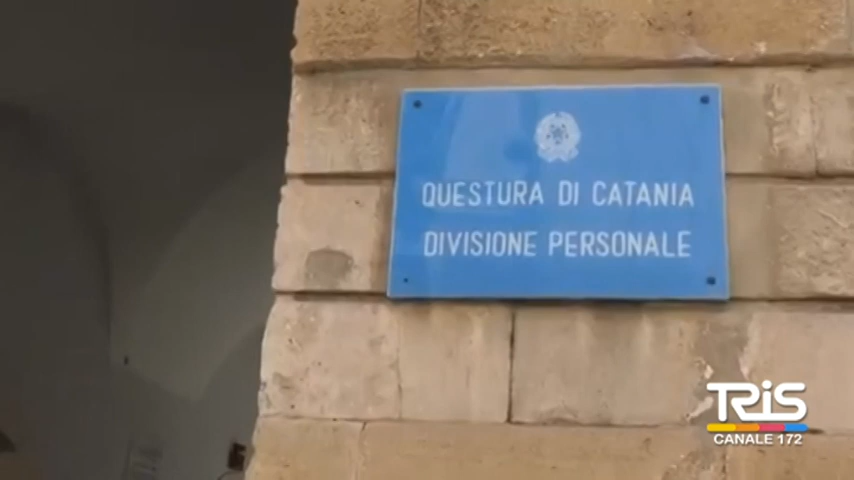 QUESTURA DI CATANIA
DIVISIONE PERSONALE
TRIS
CANALE 172